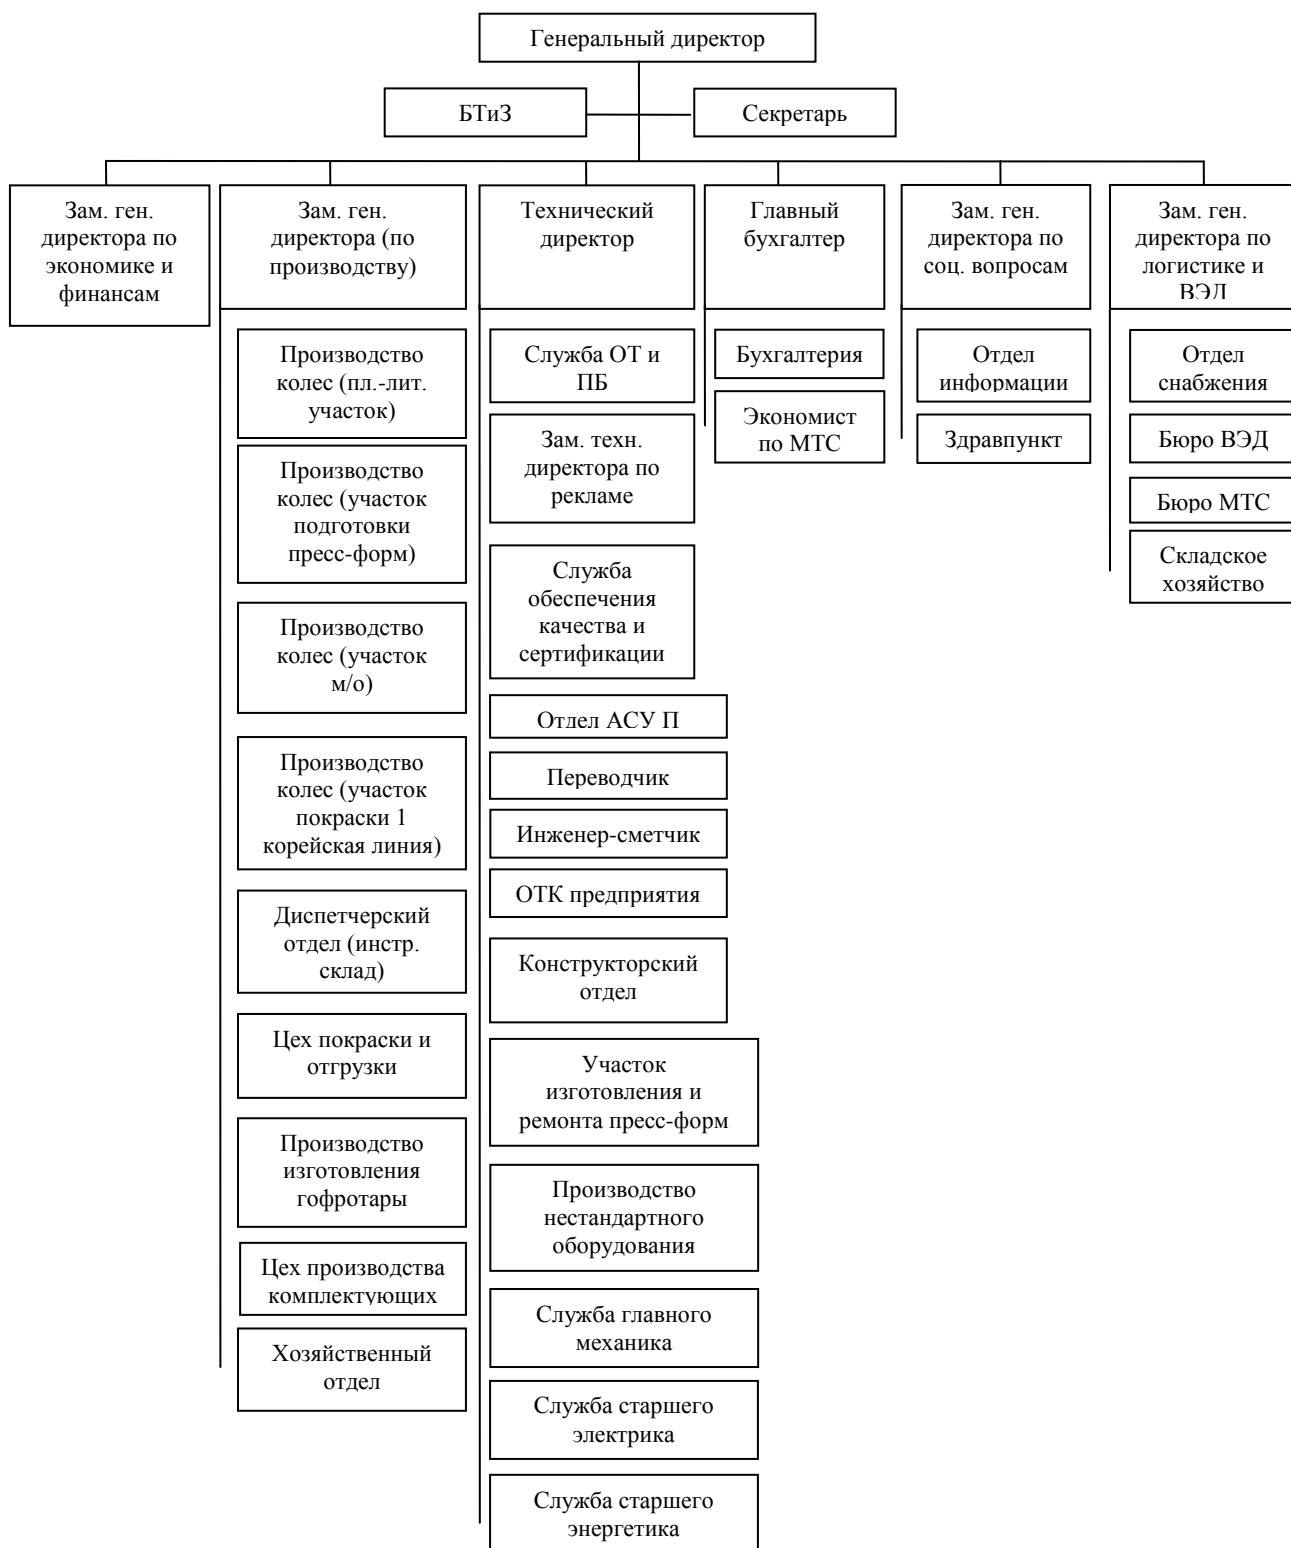 Генеральный директор
БТиЗ
Секретарь
Зам. ген.
директора по
экономике и
финансам
Зам. ген.
директора (по
производству)
Технический
директор
Главный
бухгалтер
Зам. ген.
директора по
соц. вопросам
Зам. ген.
директора по
логистике и
ВЭД
Производство
колес (пл.-лит.
участок)
Производство
колес (участок
подготовки
пресс-форм)
Производство
колес (участок
м/о)
Производство
колес (участок
покраски 1
корейская линия)
Диспетчерский
отдел (инстр.
склад)
Цех покраски и
отгрузки
Производство
изготовления
гофротары
Цех производства
комплектующих
Хозяйственный
отдел
Служба ОТ и
ПБ
Зам. техн.
директора по
рекламе
Служба
обеспечения
качества и
сертификации
Отдел АСУ П
Переводчик
Инженер-сметчик
ОТК предприятия
Конструкторский
отдел
Участок
изготовления и
ремонта пресс-форм
Производство
нестандартного
оборудования
Служба главного
механика
Служба старшего
электрика
Служба старшего
энергетика
Бухгалтерия
Экономист
по МТС
Отдел
информации
Здравпункт
Отдел
снабжения
Бюро ВЭД
Бюро МТС
Складское
хозяйство